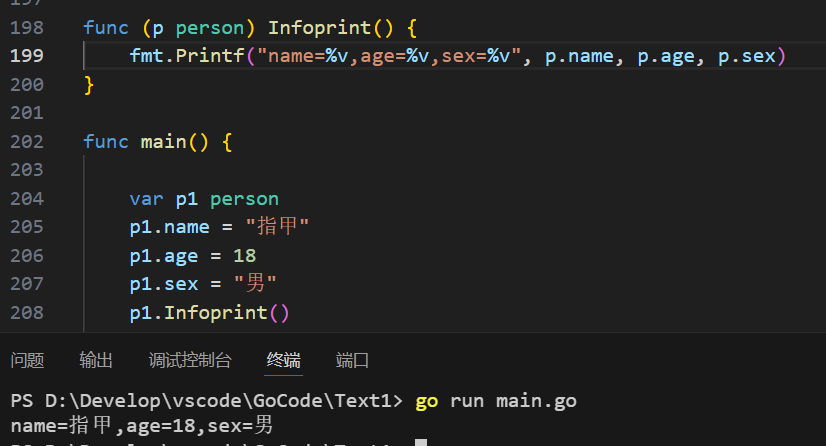 198 func (p person) Infoprint() {
199 fmt.Printf("name=%v,age=%v,sex=%v", p.name, p.age, p.sex)
200 }
201
202 func main() {
203
204 var p1 person
205 p1.name = "指甲"
206 p1.age = 18
207 p1.sex = "男"
208 p1.Infoprint()
问题 输出 调试控制台 终端 端口
PS D:\Develop\vscode\GoCode\Text1> go run main.go
name=指甲,age=18,sex=男